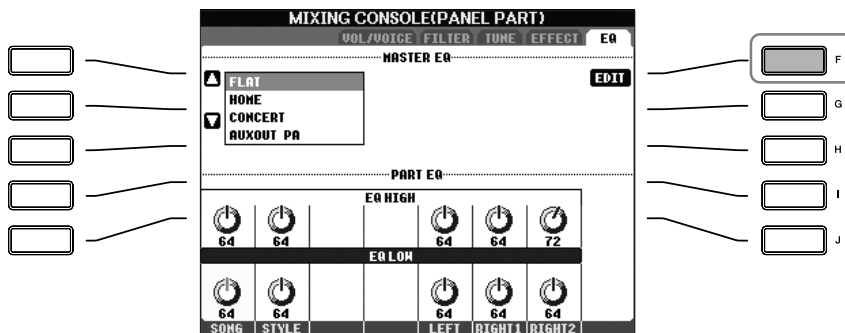 MIXING CONSOLE(PANEL PART)
VOL/VOICE FILTER TUNE EFFECT EQ
MASTER EQ
FLAT
HOME
CONCERT
AUXOUT PA
EDIT
F
G
H
I
J
PART EQ
EQ HIGH
64 64 64 64 72
EQ LOW
64 64 64 64 64
SONG STYLE LEFT RIGHT1 RIGHT2